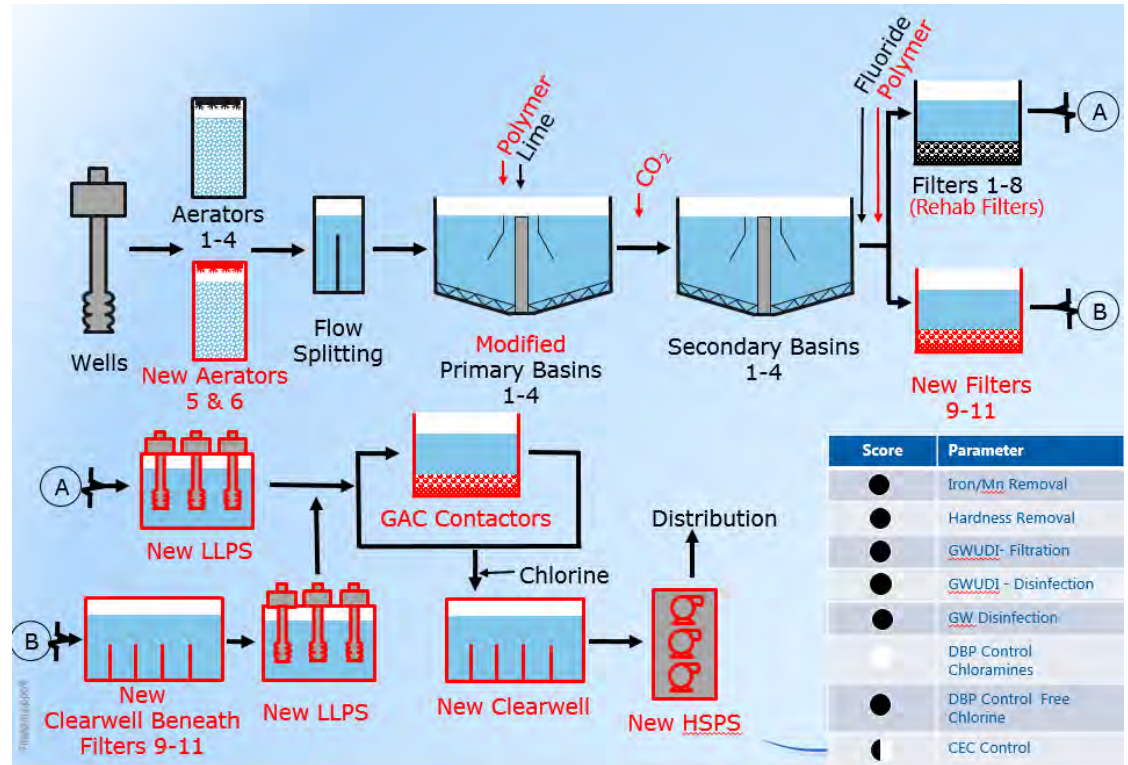 Aerators
1-4
Wells
New Aerators
5 & 6
Flow
Splitting
Polymer
Lime
Modified
Primary Basins
1-4
CO2
Secondary Basins
1-4
Fluoride
Polymer
A
Filters 1-8
(Rehab Filters)
B
New Filters
9-11
A
New LLPS
GAC Contactors
Chlorine
B
New
Clearwell Beneath
Filters 9-11
New LLPS
New Clearwell
Distribution
New HSPS
Score Parameter
Iron/Mn Removal
Hardness Removal
GWUDI- Filtration
GWUDI - Disinfection
GW Disinfection
DBP Control
Chloramines
DBP Control Free
Chlorine
CEC Control